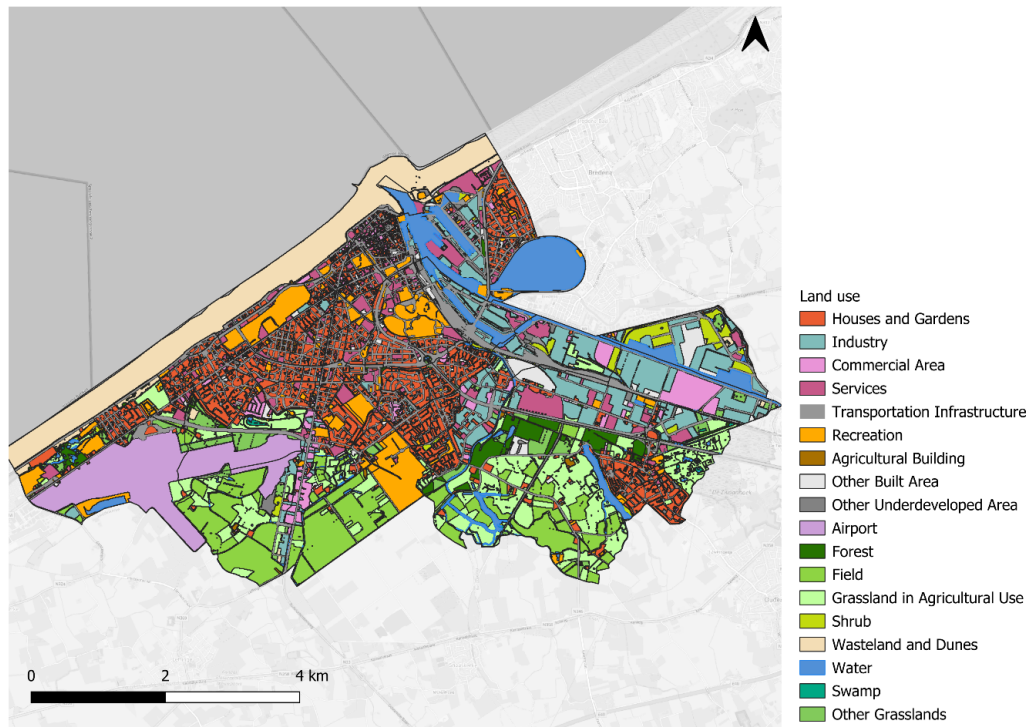 Bredene
Land use
Houses and Gardens
Industry
Commercial Area
Services
Transportation Infrastructure
Recreation
Agricultural Building
Other Built Area
Other Underdeveloped Area
Airport
Forest
Field
Grassland in Agricultural Use
Shrub
Wasteland and Dunes
Water
Swamp
Other Grasslands
0 2 4 km